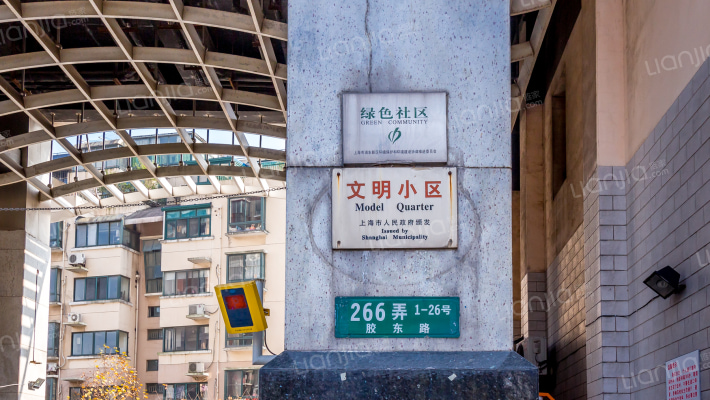 绿色社区
GREEN COMMUNITY
文明小区
Model Quarter
上海市人民政府颁发
Issued by
Shanghai Municipality
266弄 1-26号
胶东路
Lianjia